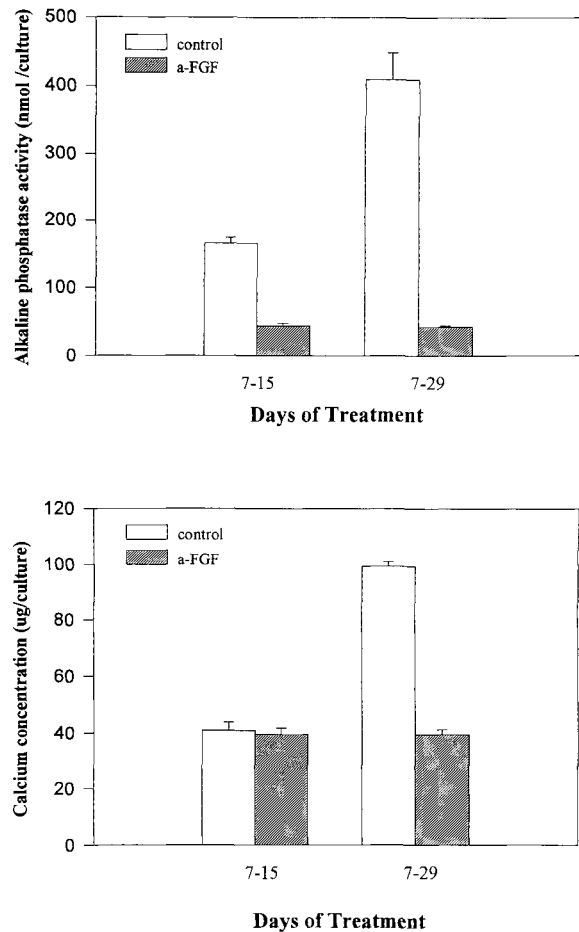 Alkaline phosphatase activity (nmol /culture)
500
400
300
200
100
0
control
a-FGF
7-15
7-29
Days of Treatment
Calcium concentration (ug/culture)
120
100
80
60
40
20
0
control
a-FGF
7-15
7-29
Days of Treatment